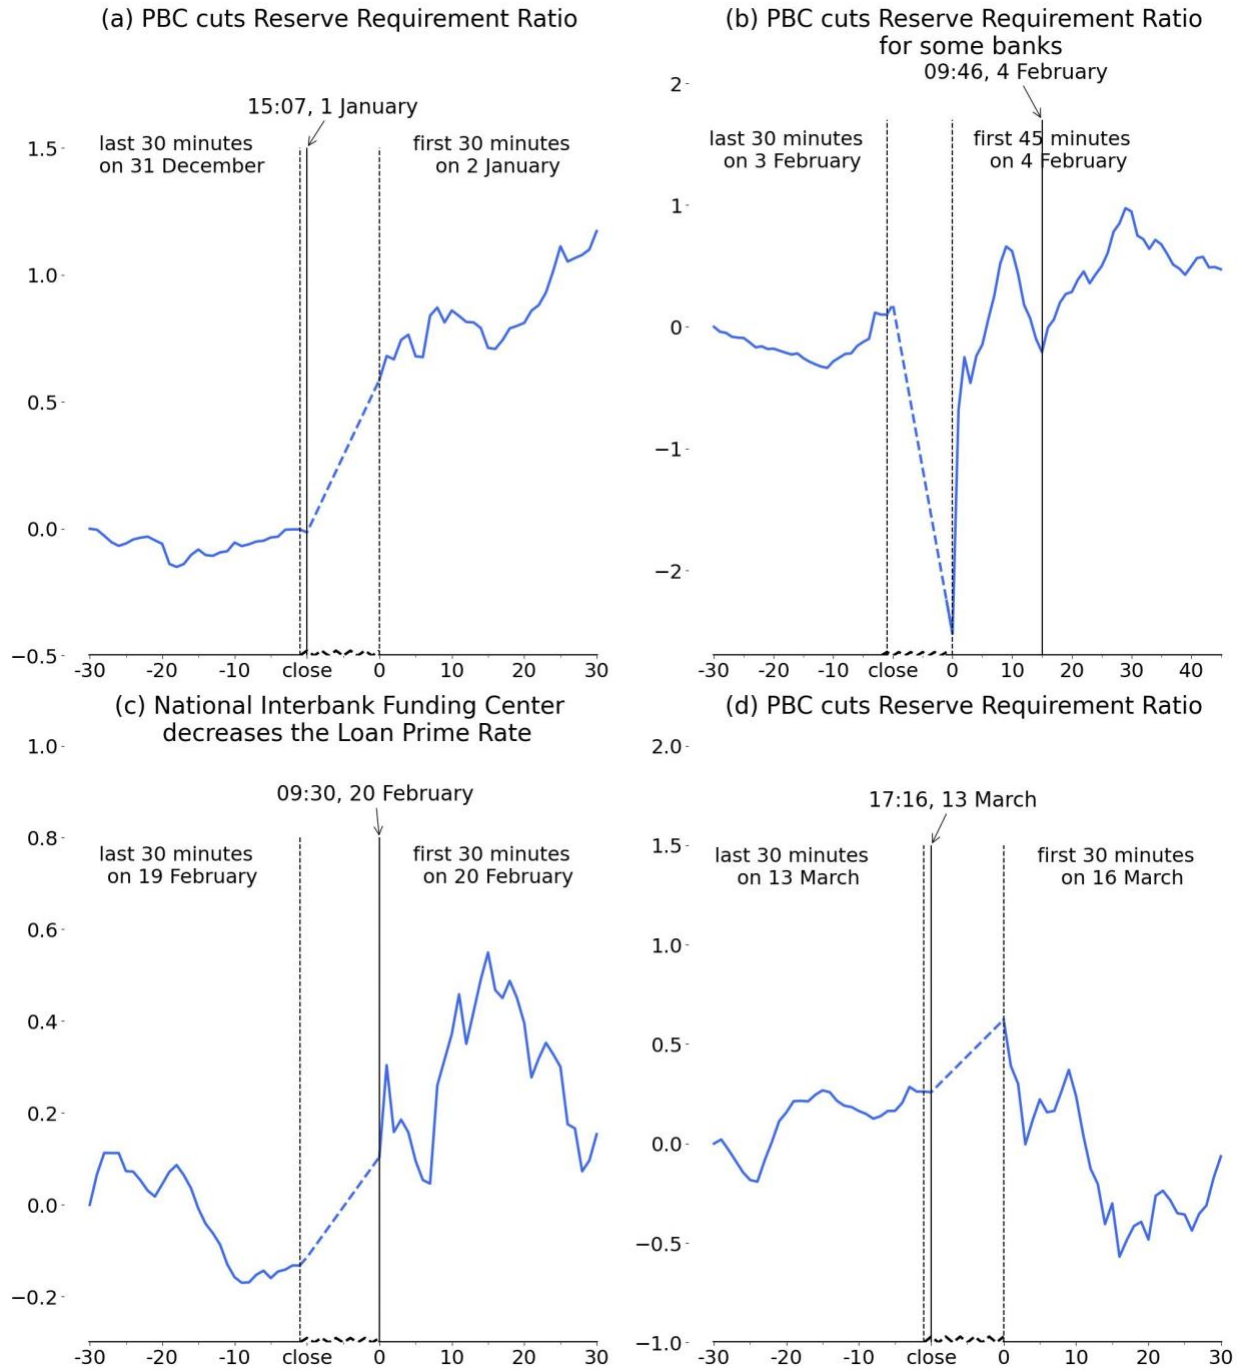 (a) PBC cuts Reserve Requirement Ratio
15:07, 1 January
last 30 minutes
on 31 December
first 30 minutes
on 2 January
1.5
1.0
0.5
0.0
−0.5
-30 -20 -10 close 0 10 20 30
(b) PBC cuts Reserve Requirement Ratio
for some banks
09:46, 4 February
last 30 minutes
on 3 February
first 45 minutes
on 4 February
2
1
0
−1
−2
-30 -20 -10 close 0 10 20 30 40
(c) National Interbank Funding Center
decreases the Loan Prime Rate
09:30, 20 February
last 30 minutes
on 19 February
first 30 minutes
on 20 February
1.0
0.8
0.6
0.4
0.2
0.0
−0.2
-30 -20 -10 close 0 10 20 30
(d) PBC cuts Reserve Requirement Ratio
17:16, 13 March
last 30 minutes
on 13 March
first 30 minutes
on 16 March
2.0
1.5
1.0
0.5
0.0
−0.5
−1.0
-30 -20 -10 close 0 10 20 30